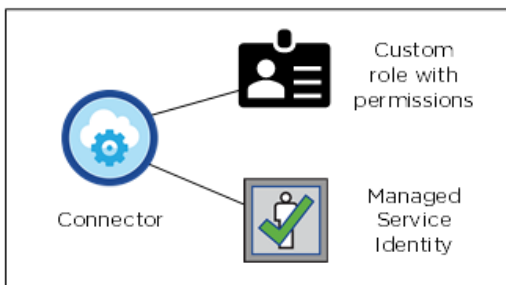 Custom
role with
permissions
Connector
Managed
Service
Identity